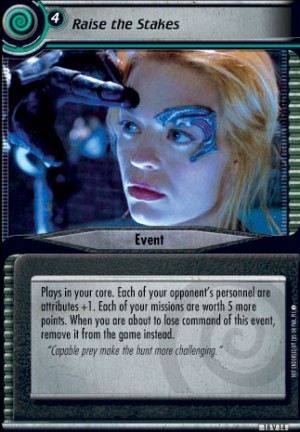 4
Raise the Stakes
Event
Plays in your core. Each of your opponent's personnel are
attributes +1. Each of your missions are worth 5 more
points. When you are about to lose command of this event,
remove it from the game instead.
"Capable prey make the hunt more challenging."
18 V 14